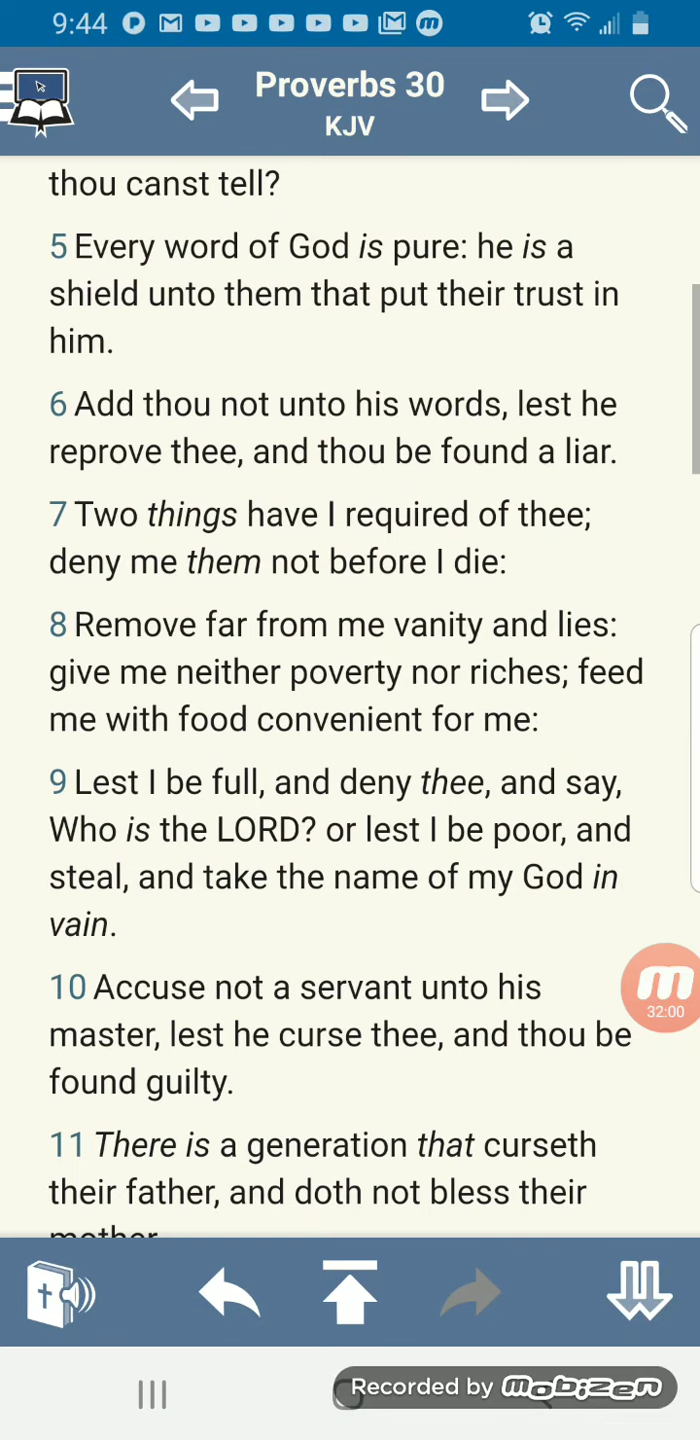 9:44
Proverbs 30
KJV
thou canst tell?
5 Every word of God is pure: he is a
shield unto them that put their trust in
him.
6 Add thou not unto his words, lest he
reprove thee, and thou be found a liar.
7 Two things have I required of thee;
deny me them not before I die:
8 Remove far from me vanity and lies:
give me neither poverty nor riches; feed
me with food convenient for me:
9 Lest I be full, and deny thee, and say,
Who is the LORD? or lest I be poor, and
steal, and take the name of my God in
vain.
10 Accuse not a servant unto his
master, lest he curse thee, and thou be
found guilty.
m
32:00
11 There is a generation that curseth
their father, and doth not bless their
mother.
Recorded by mobizen